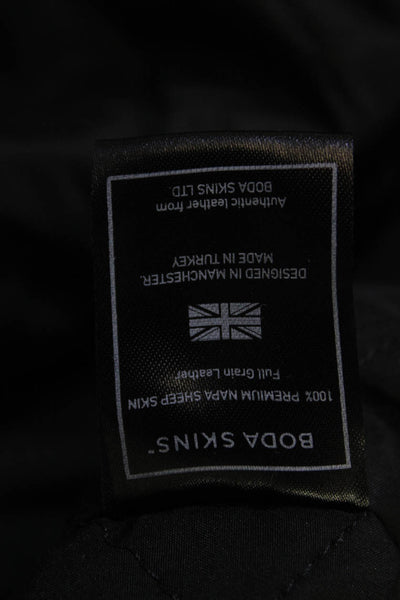 BODA SKINS™
100% PREMIUM NAPA SHEEP SKIN
Full Grain Leather
DESIGNED IN MANCHESTER.
MADE IN TURKEY
Authentic leather from
BODA SKINS LTD.